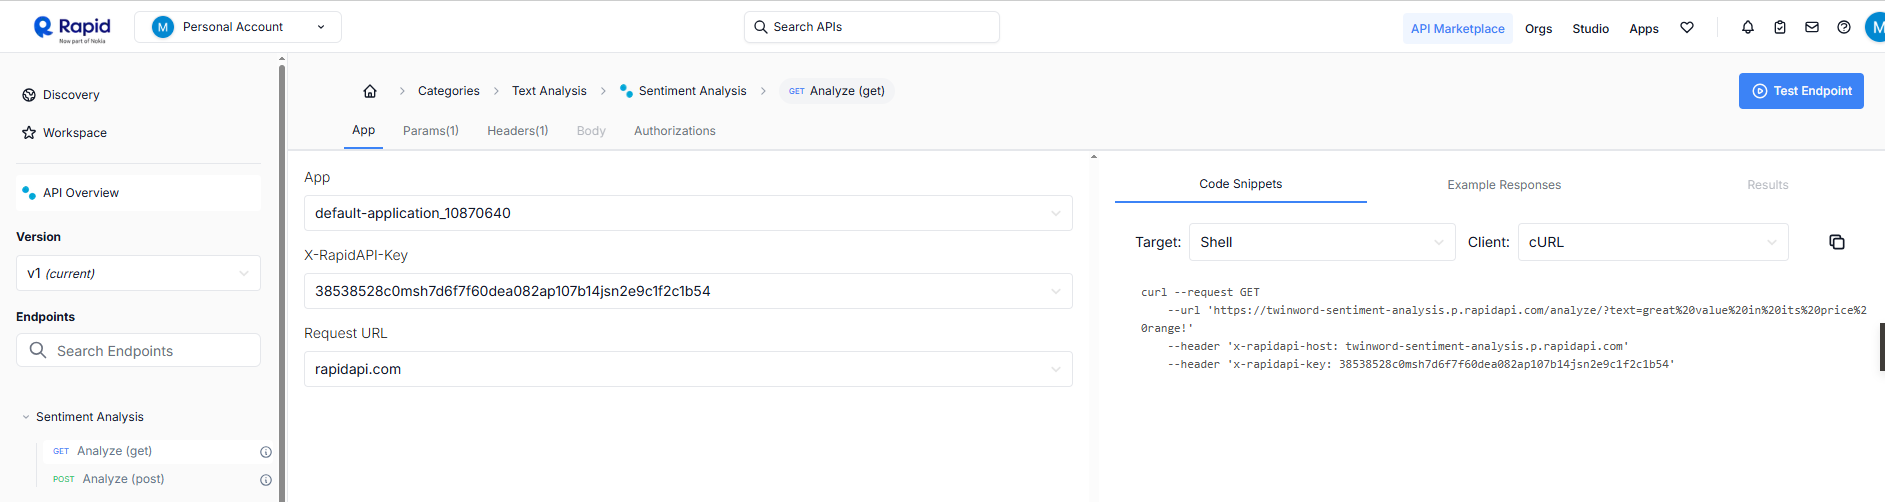 Rapid
Now part of Nokia
M
Personal Account
Search APIs
API Marketplace
Orgs
Studio
Apps
M
Discovery
Workspace
API Overview
Version
v1 (current)
Endpoints
Search Endpoints
Sentiment Analysis
GET Analyze (get)
POST Analyze (post)
Categories
Text Analysis
Sentiment Analysis
GET Analyze (get)
Test Endpoint
App
Params(1)
Headers(1)
Body
Authorizations
App
default-application_10870640
X-RapidAPI-Key
38538528c0msh7d6f7f60dea082ap107b14jsn2e9c1f2c1b54
Request URL
rapidapi.com
Code Snippets
Example Responses
Results
Target: Shell
Client: cURL
curl --request GET
--url 'https://twinword-sentiment-analysis.p.rapidapi.com/analyze/?text=great%20value%20in%20its%20price%2
0range!'
--header 'x-rapidapi-host: twinword-sentiment-analysis.p.rapidapi.com'
--header 'x-rapidapi-key: 38538528c0msh7d6f7f60dea082ap107b14jsn2e9c1f2c1b54'